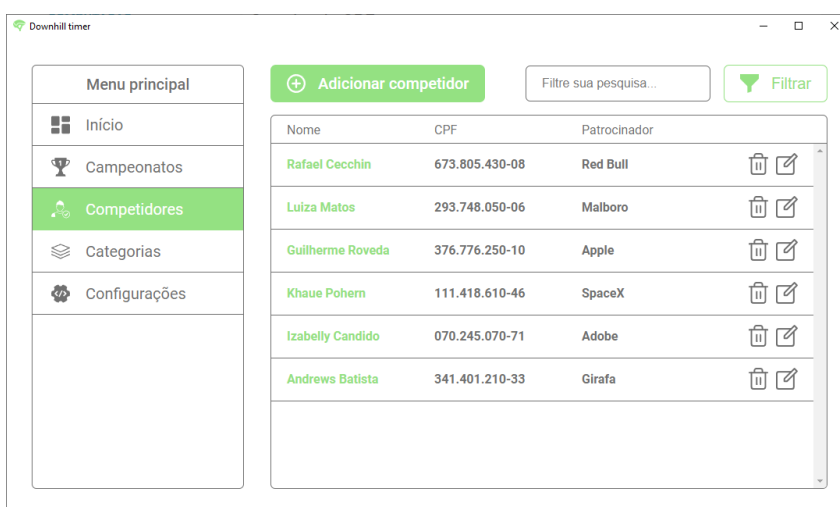 Downhill timer
Menu principal
Início
Campeonatos
Competidores
Categorias
Configurações
Adicionar competidor
Filtre sua pesquisa...
Filtrar
Nome CPF Patrocinador
Rafael Cecchin 673.805.430-08 Red Bull
Luiza Matos 293.748.050-06 Malboro
Guilherme Roveda 376.776.250-10 Apple
Khaue Pohern 111.418.610-46 SpaceX
Izabelly Candido 070.245.070-71 Adobe
Andrews Batista 341.401.210-33 Girafa